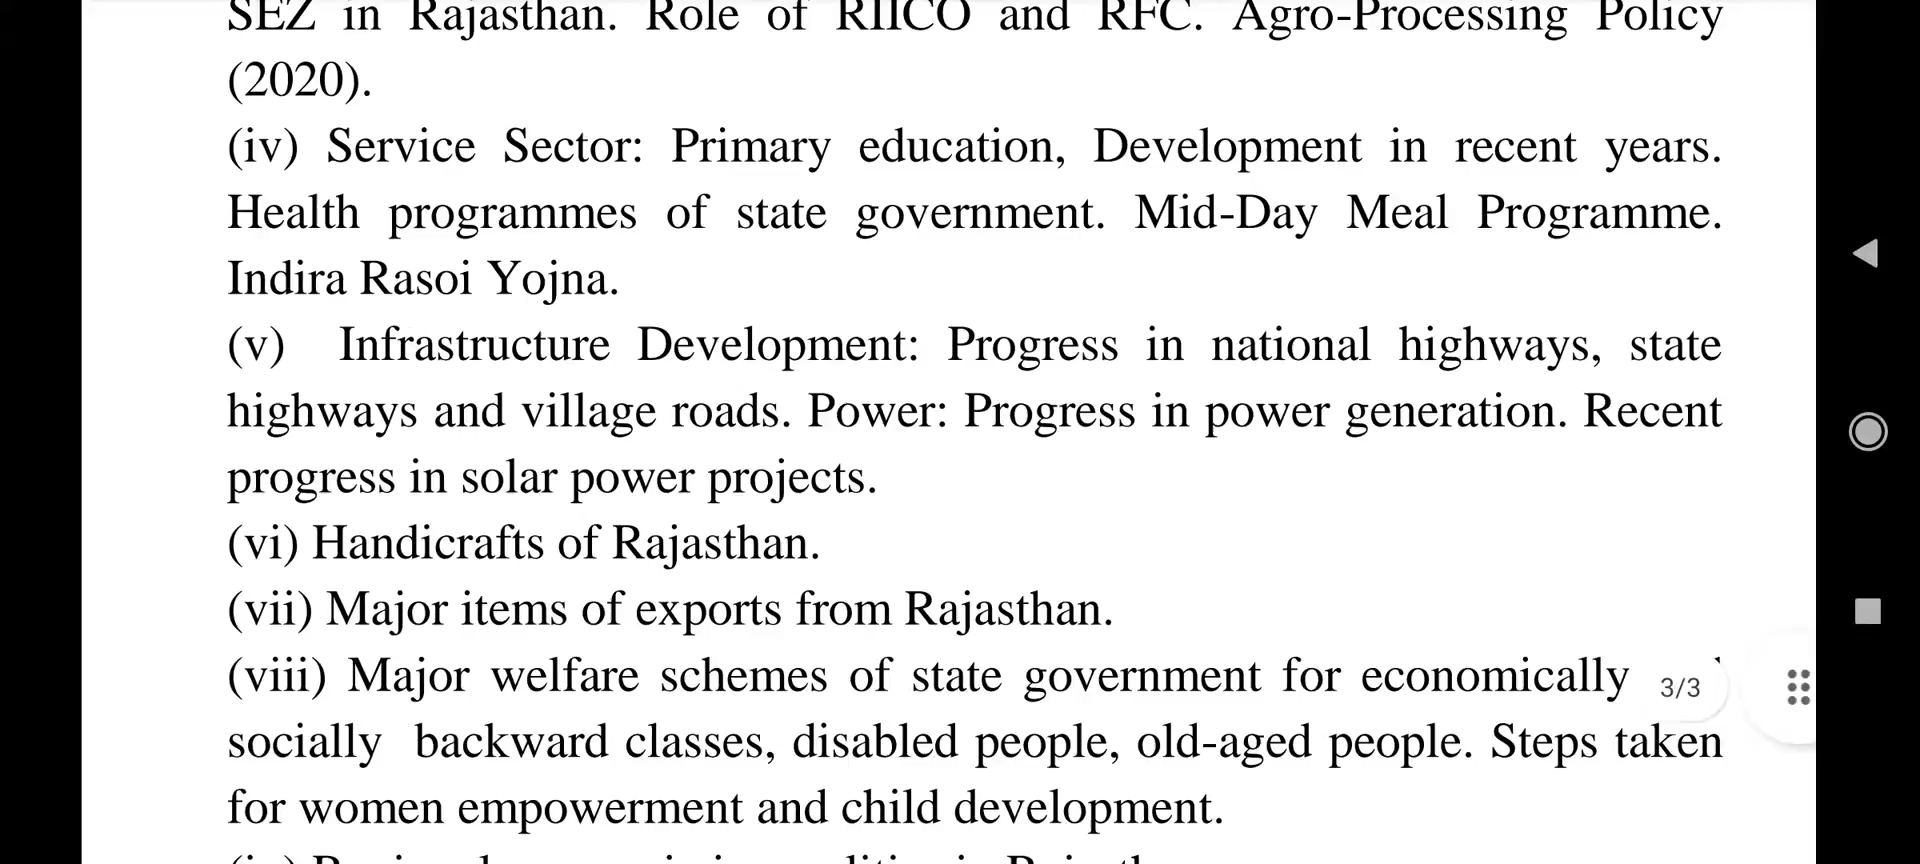 SEZ in Rajasthan. Role of RIICO and RFC. Agro-Processing Policy
(2020).
(iv) Service Sector: Primary education, Development in recent years.
Health programmes of state government. Mid-Day Meal Programme.
Indira Rasoi Yojna.
(v) Infrastructure Development: Progress in national highways, state
highways and village roads. Power: Progress in power generation. Recent
progress in solar power projects.
(vi) Handicrafts of Rajasthan.
(vii) Major items of exports from Rajasthan.
(viii) Major welfare schemes of state government for economically
3/3
socially backward classes, disabled people, old-aged people. Steps taken
for women empowerment and child development.